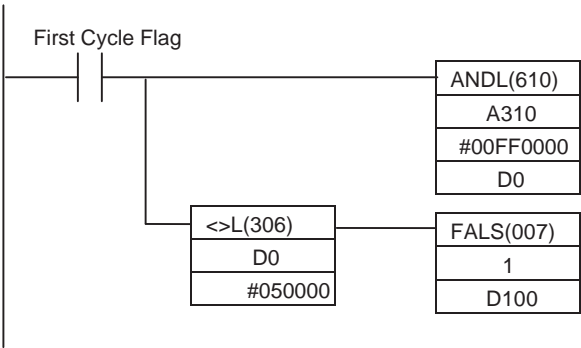 First Cycle Flag
ANDL(610)
A310
#00FF0000
D0
<>L(306)
D0
#050000
FALS(007)
1
D100